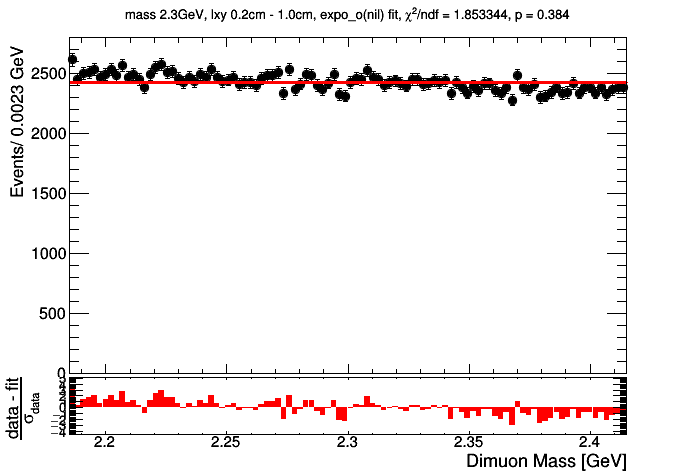 mass 2.3GeV, lxy 0.2cm - 1.0cm, expo_o(nil) fit, χ²/ndf = 1.853344, p = 0.384
Events/ 0.0023 GeV
2500
2000
1500
1000
500
0
data - fit
σdata
2.2 2.25 2.3 2.35 2.4
Dimuon Mass [GeV]